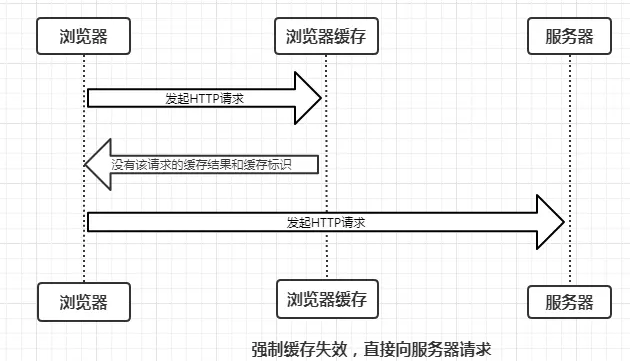 浏览器 浏览器缓存 服务器
发起HTTP请求
没有该请求的缓存结果和缓存标识
发起HTTP请求
浏览器 浏览器缓存 服务器
强制缓存失效，直接向服务器请求